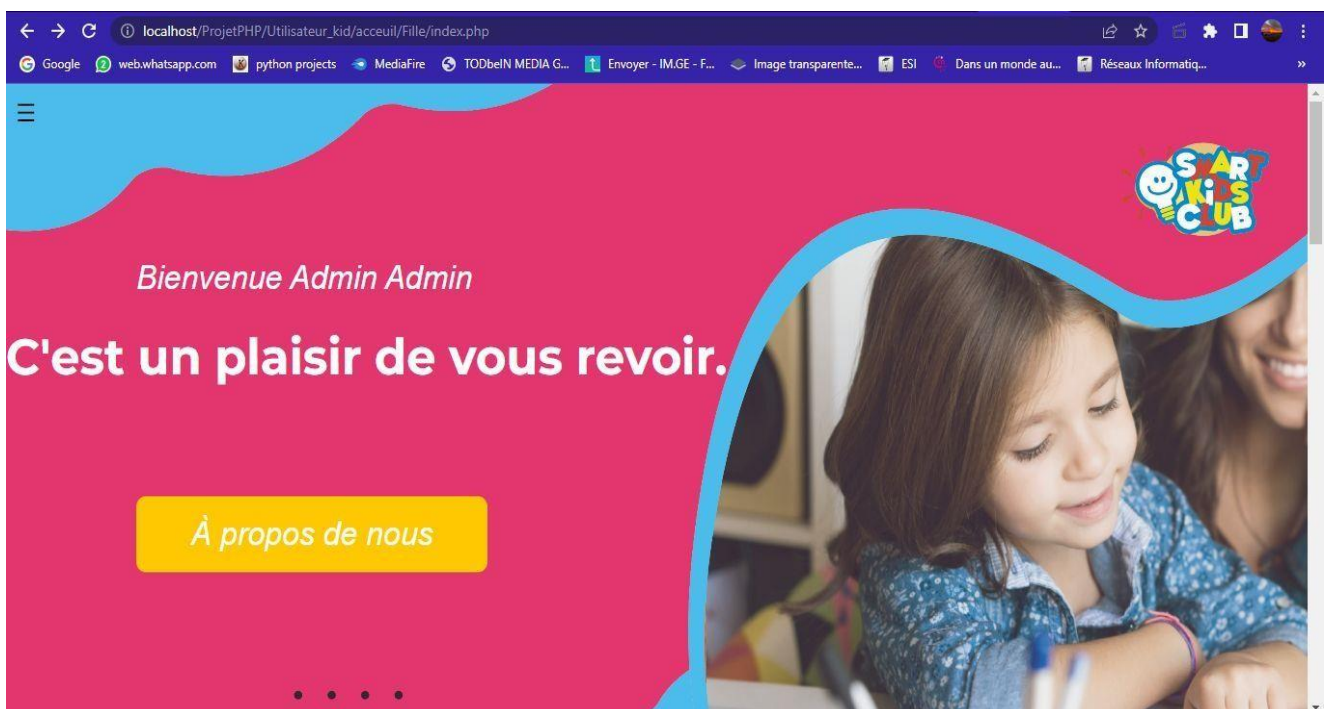 localhost/ProjetPHP/Utilisateur_kid/acceuil/Fille/index.php
Google web.whatsapp.com python projects MediaFire TODbeIN MEDIA G... Envoyer - IM.GE - F... Image transparente... ESI Dans un monde au... Réseaux Informatiq... »
SMART
KiDS
CLUB
Bienvenue Admin Admin
C'est un plaisir de vous revoir.
À propos de nous